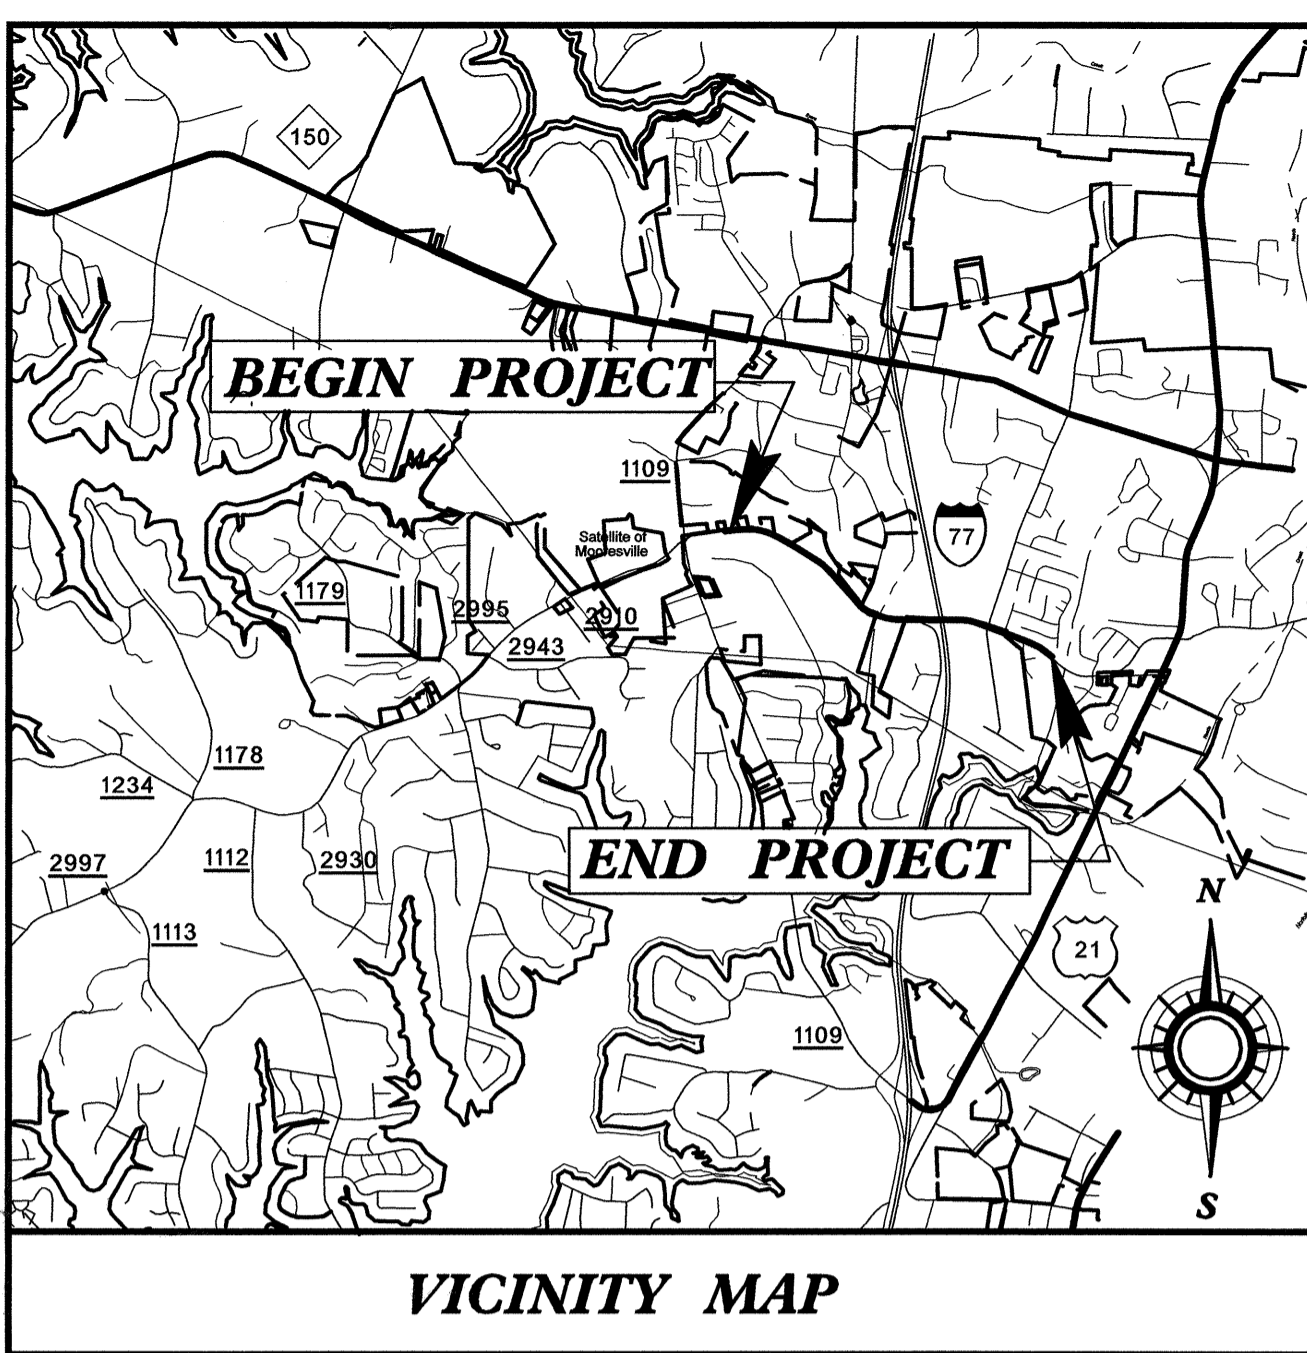 150
BEGIN PROJECT
1109
77
Satellite of
Mooresville
1179
2995
2910
2943
1178
1234
2997
1112
2930
END PROJECT
N
1113
21
1109
S
VICINITY MAP